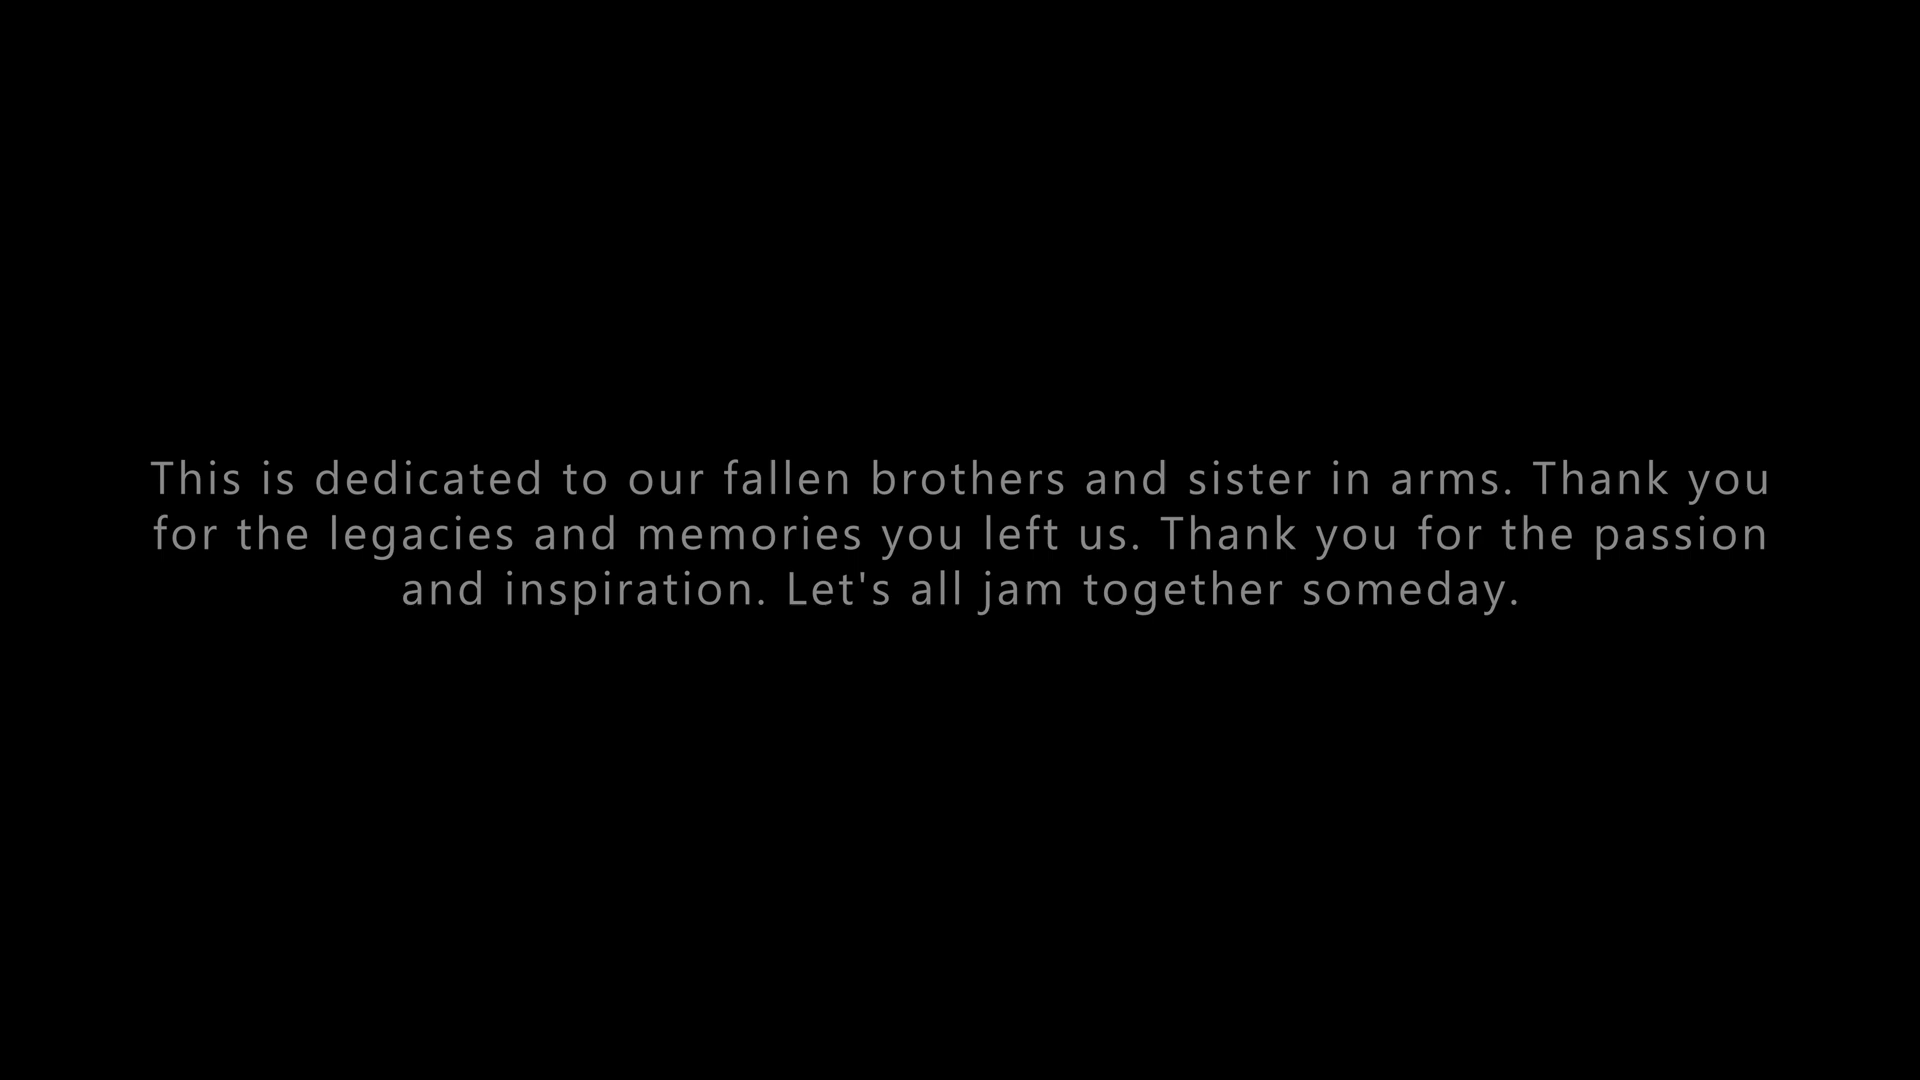 This is dedicated to our fallen brothers and sister in arms. Thank you
for the legacies and memories you left us. Thank you for the passion
and inspiration. Let's all jam together someday.